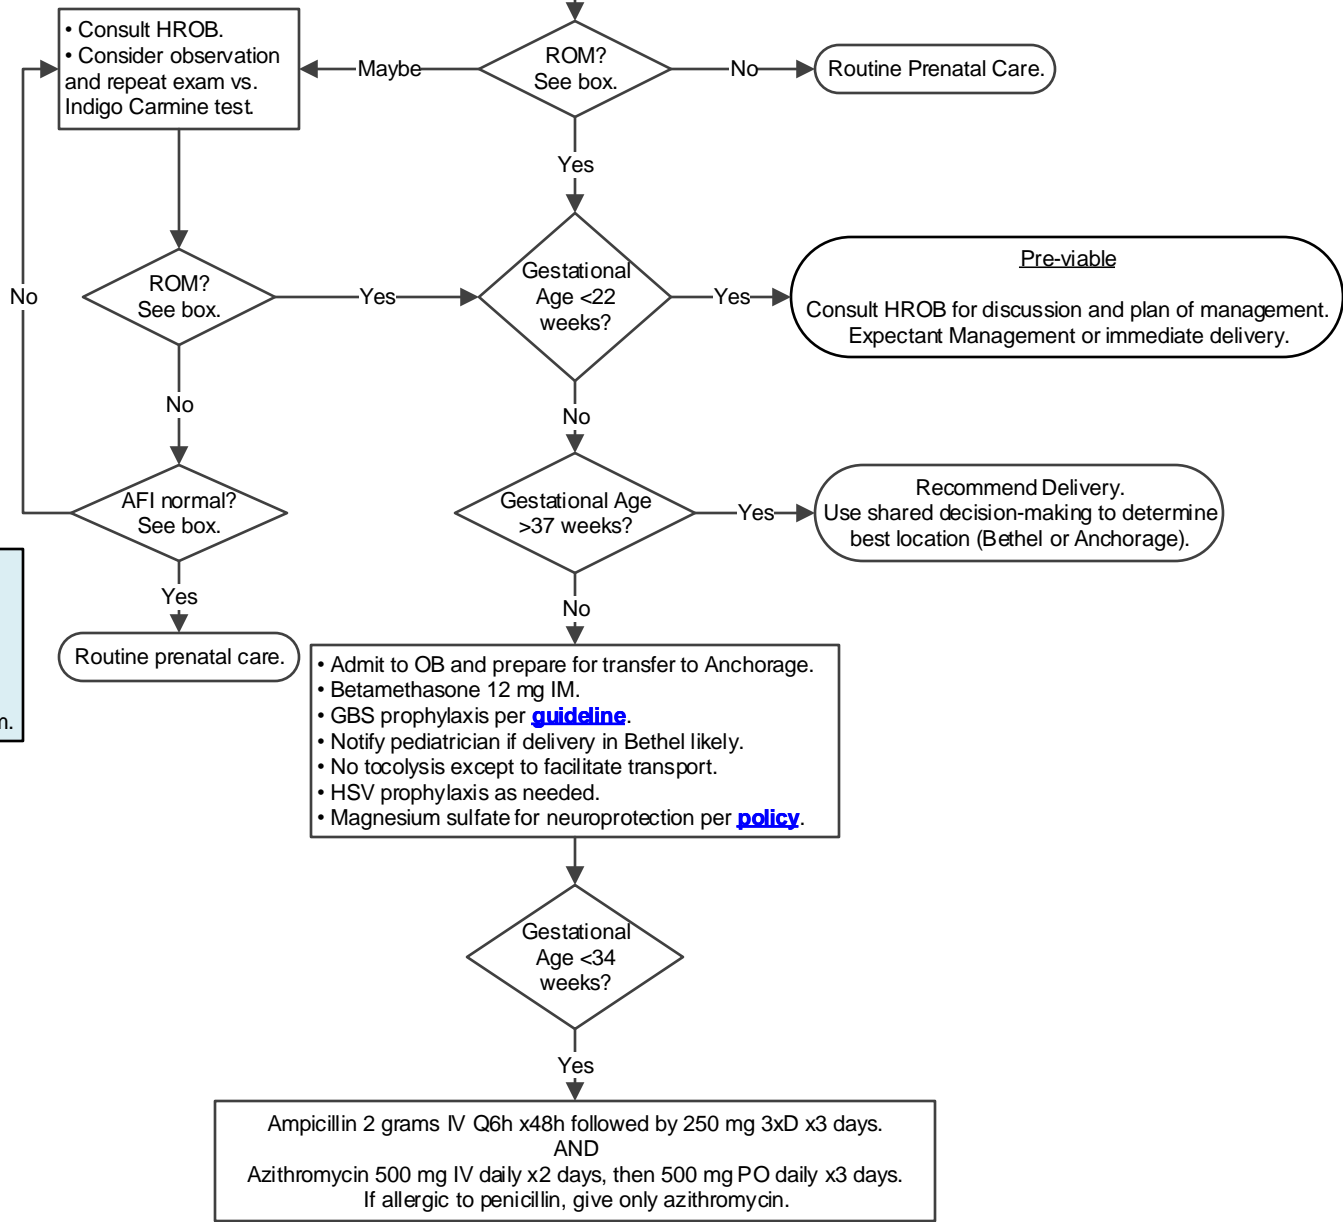 • Consult HROB.
• Consider observation
and repeat exam vs.
Indigo Carmine test.
Maybe
ROM?
See box.
No
Routine Prenatal Care.
Yes
No
ROM?
See box.
Yes
Gestational
Age <22
weeks?
Yes
Pre-viable
Consult HROB for discussion and plan of management.
Expectant Management or immediate delivery.
No
No
AFI normal?
See box.
Gestational Age
>37 weeks?
Yes
Recommend Delivery.
Use shared decision-making to determine
best location (Bethel or Anchorage).
Yes
No
Routine prenatal care.
• Admit to OB and prepare for transfer to Anchorage.
• Betamethasone 12 mg IM.
• GBS prophylaxis per guideline.
• Notify pediatrician if delivery in Bethel likely.
• No tocolysis except to facilitate transport.
• HSV prophylaxis as needed.
• Magnesium sulfate for neuroprotection per policy.
Gestational
Age <34
weeks?
Yes
Ampicillin 2 grams IV Q6h x48h followed by 250 mg 3xD x3 days.
AND
Azithromycin 500 mg IV daily x2 days, then 500 mg PO daily x3 days.
If allergic to penicillin, give only azithromycin.